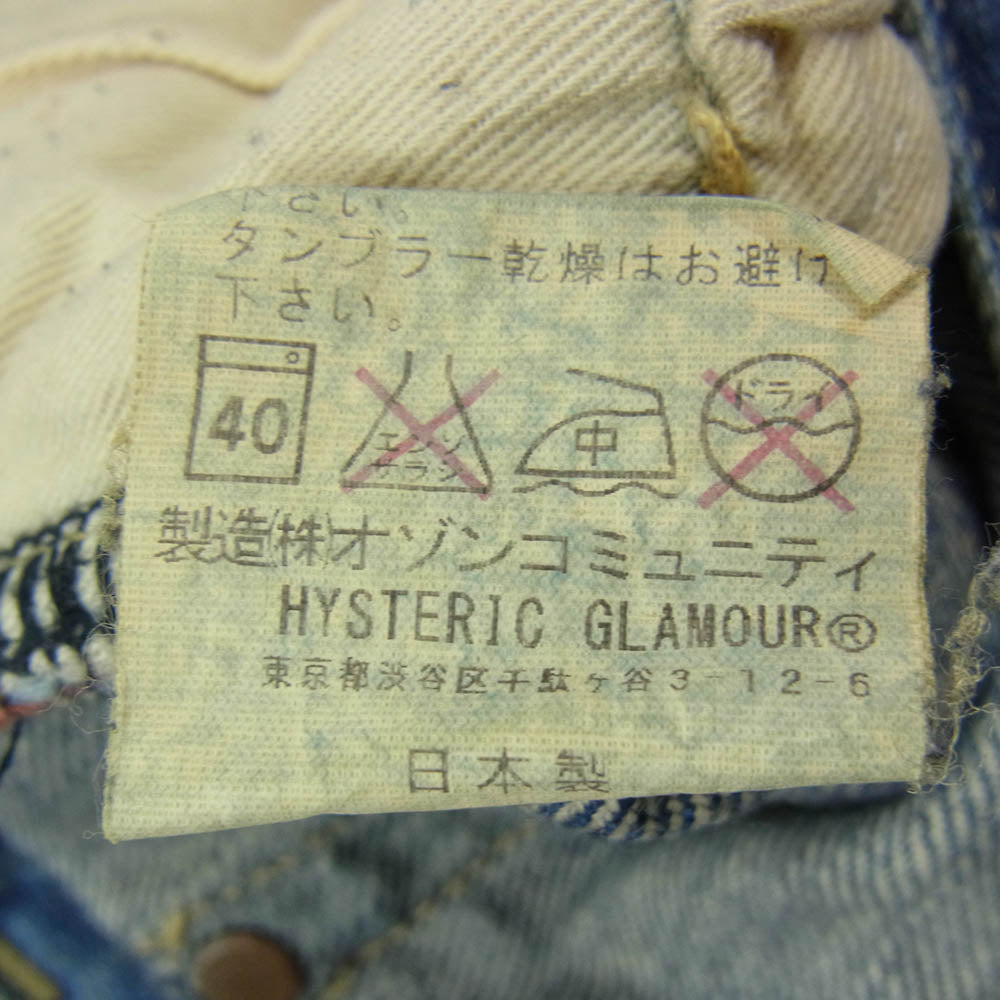 下さい。
タンブラー乾燥はお避け
下さい。
40
エンソ
サラシ
中
ドライ
製造㈱オゾンコミュニティ
HYSTERIC GLAMOUR®
東京都渋谷区千駄ヶ谷3-12-6
日本製